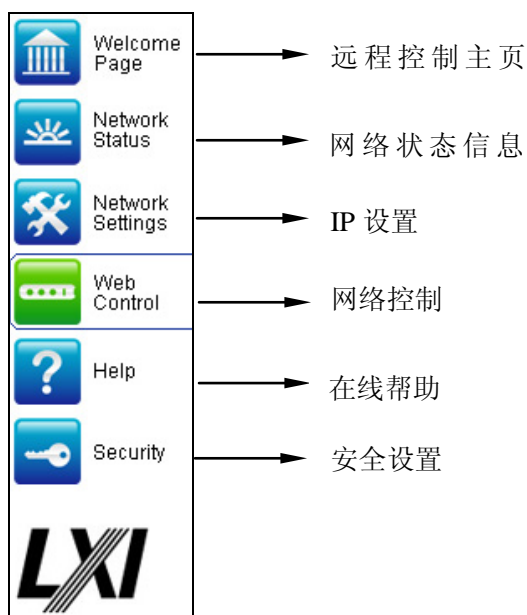 Welcome
Page
远程控制主页
Network
Status
网络状态信息
Network
Settings
IP 设置
Web
Control
网络控制
Help
在线帮助
Security
安全设置
LXI